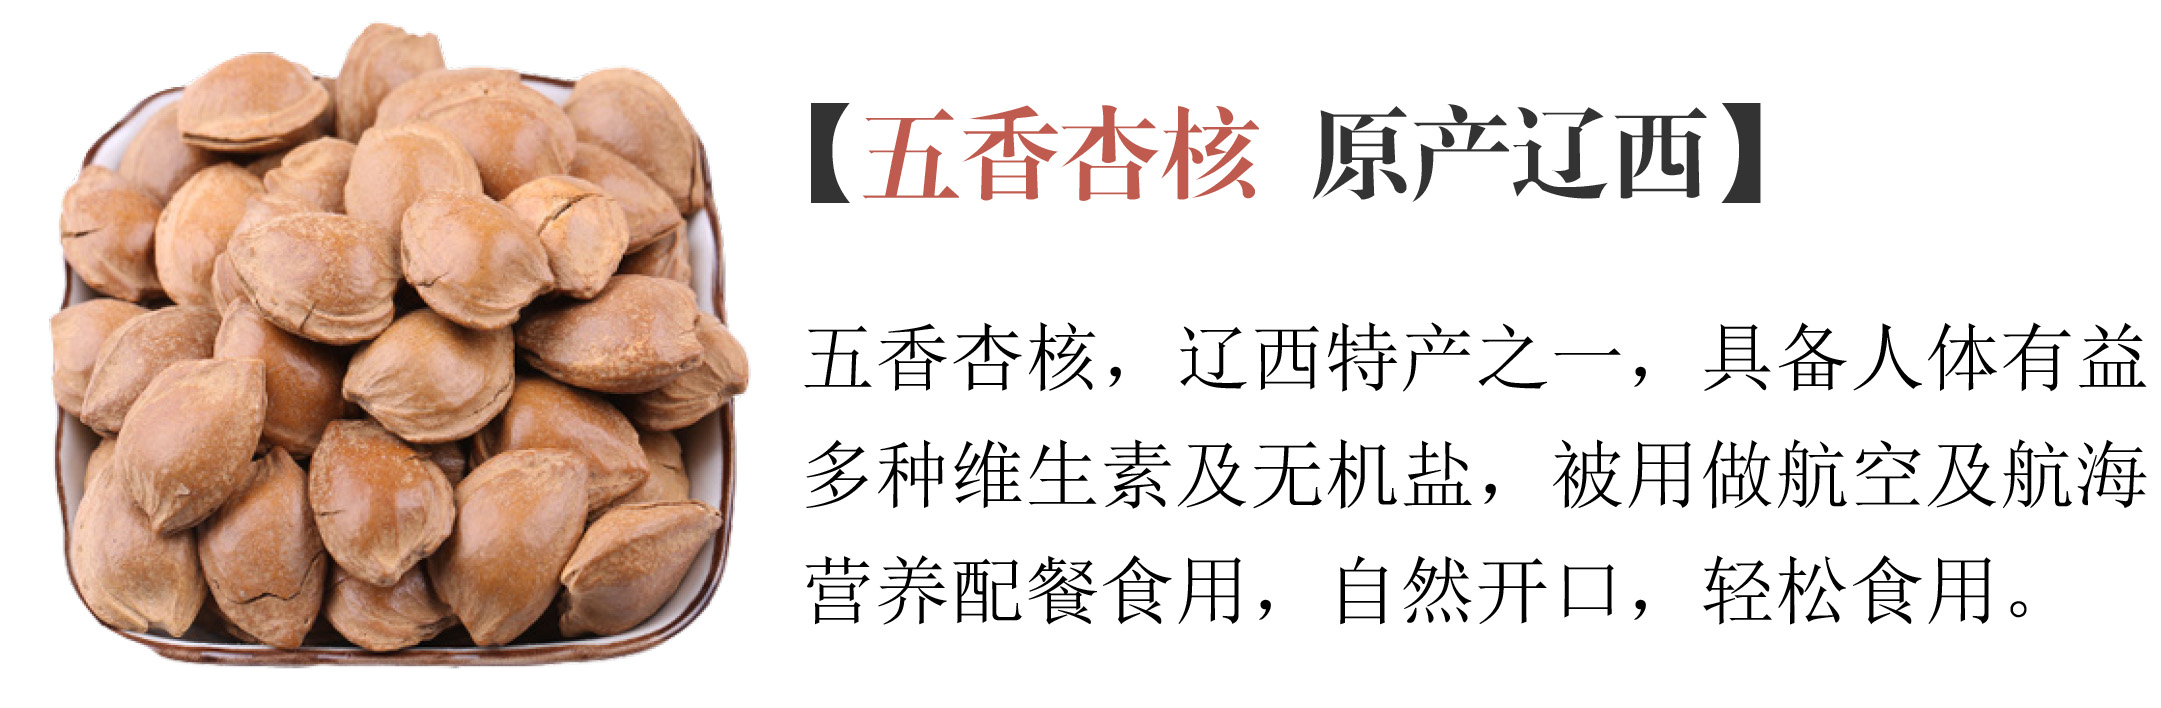 【五香杏核 原产辽西】
五香杏核，辽西特产之一，具备人体有益
多种维生素及无机盐，被用做航空及航海
营养配餐食用，自然开口，轻松食用。